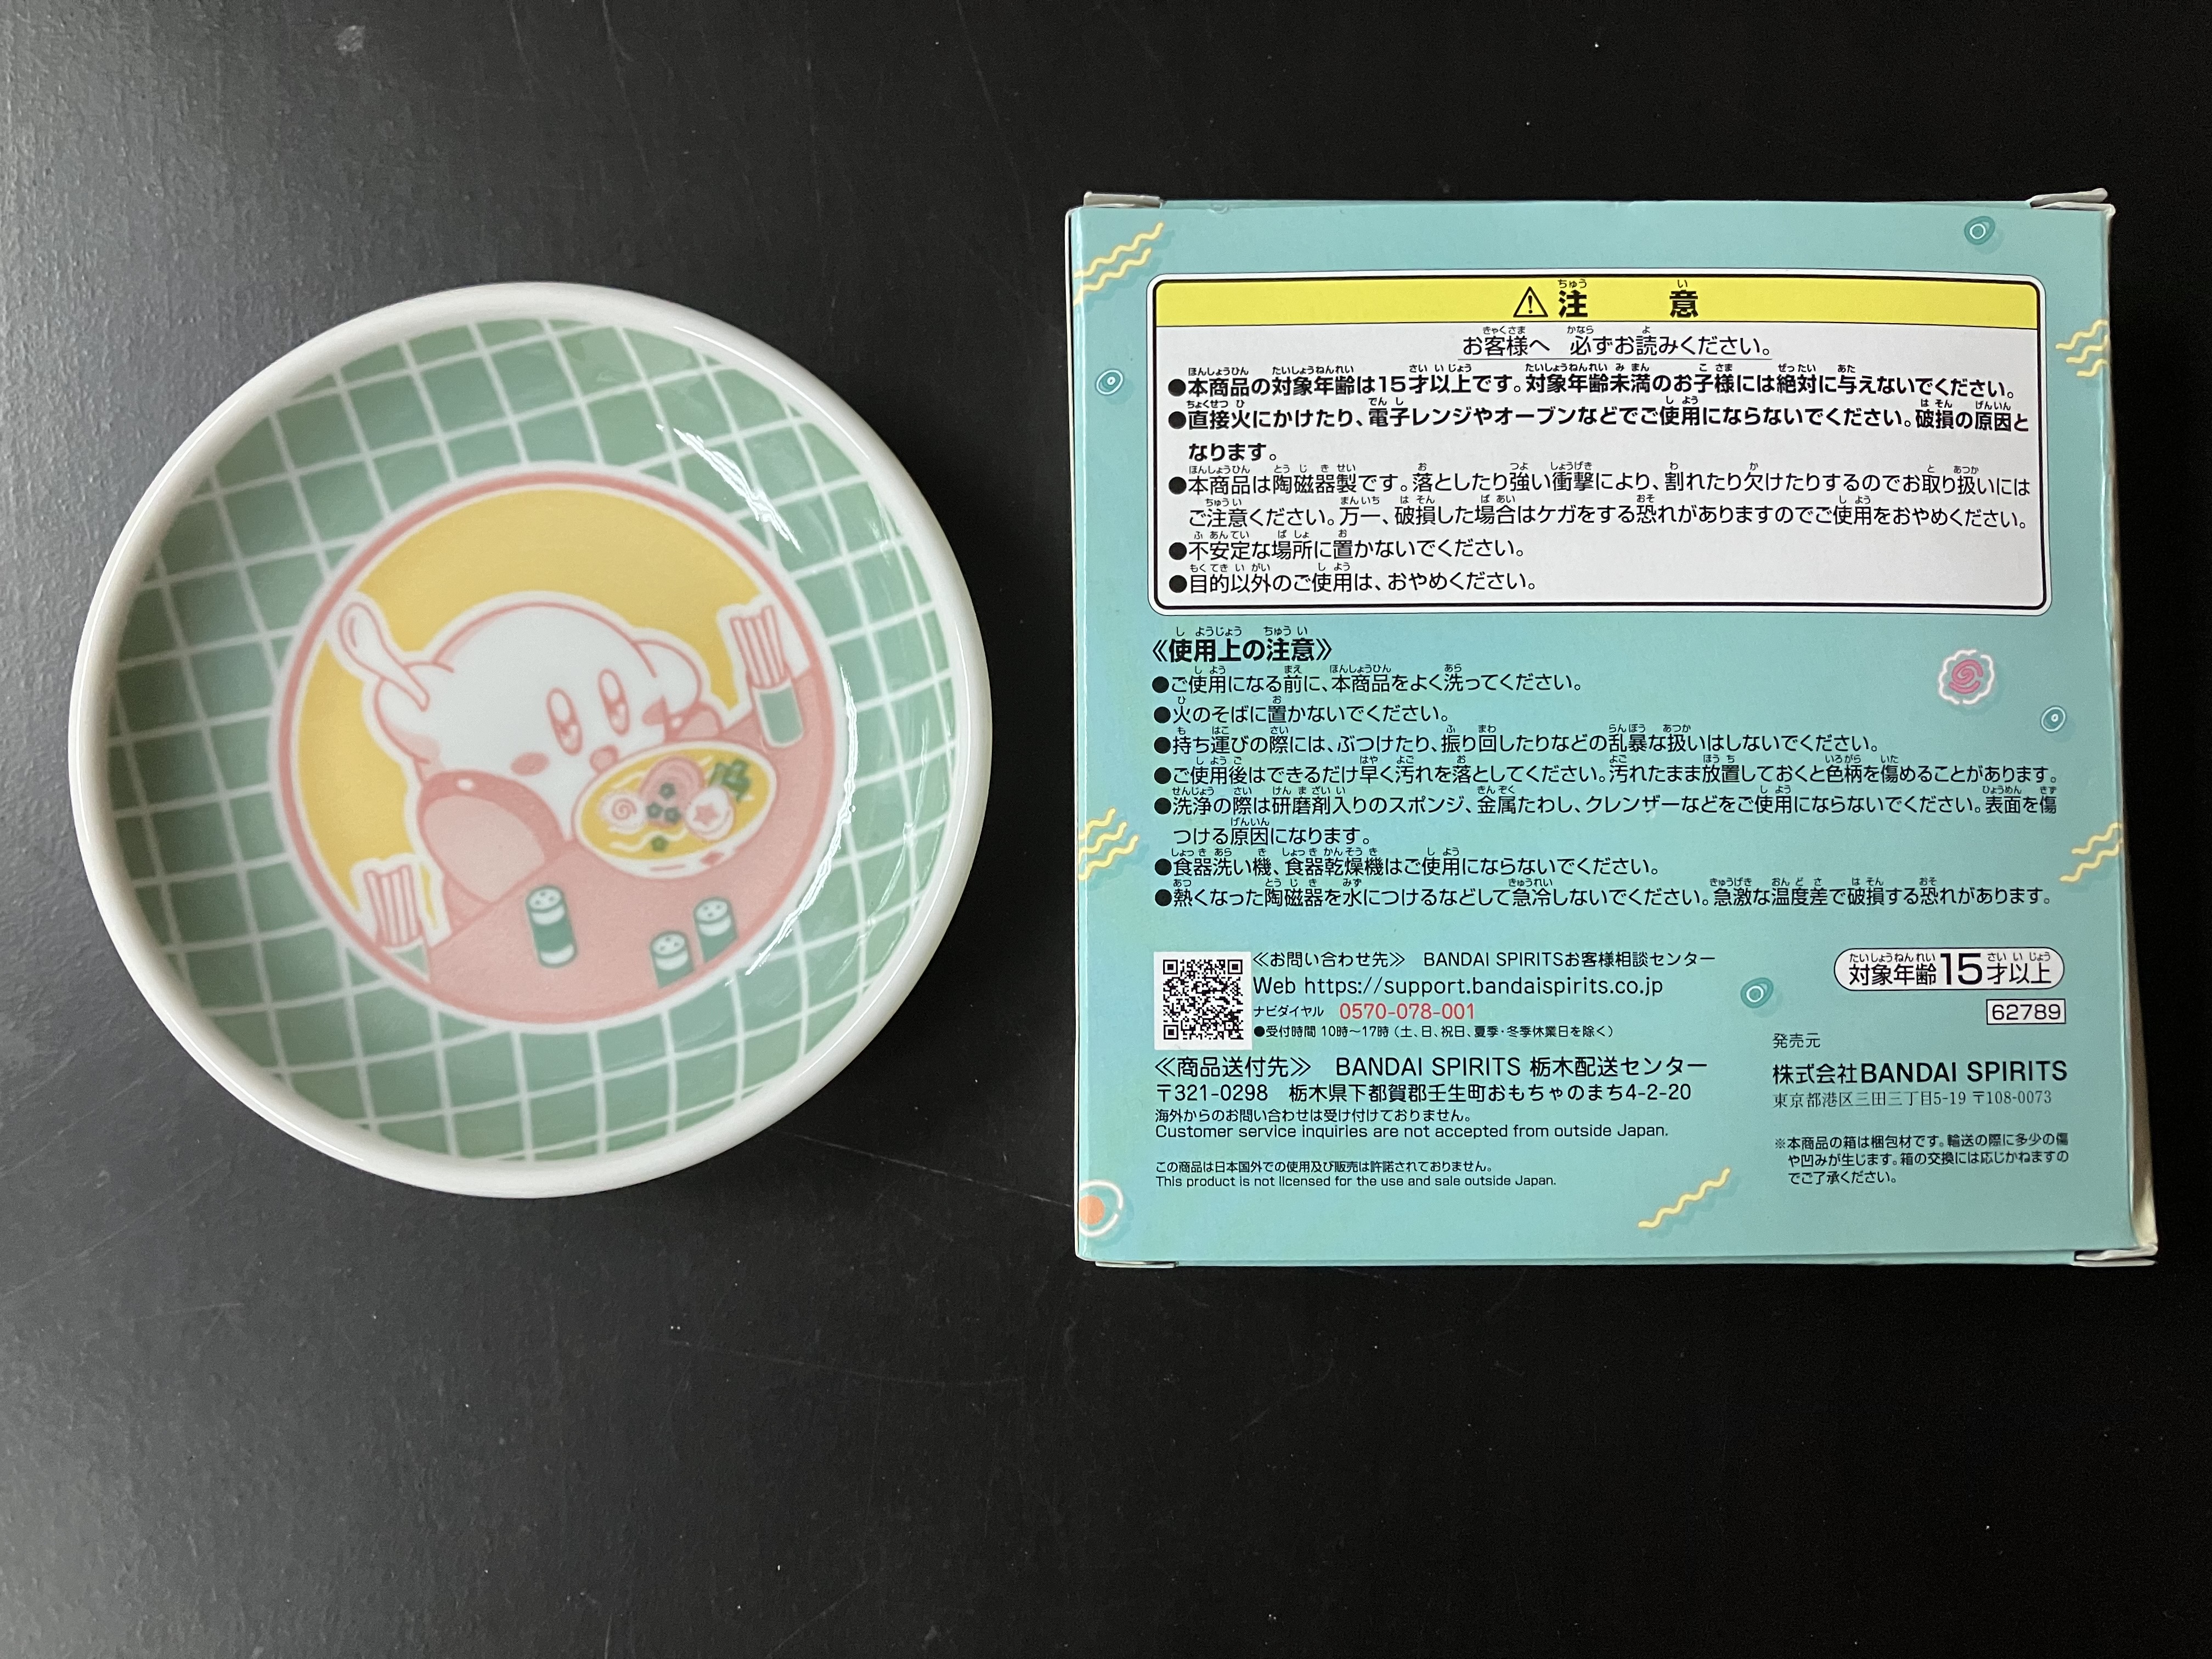 ⚠注 意
お客様へ 必ずお読みください。
●本商品の対象年齢は15才以上です。対象年齢未満のお子様には絶対に与えないでください。
●直接火にかけたり、電子レンジやオーブンなどでご使用にならないでください。破損の原因と
なります。
●本商品は陶磁器製です。落としたり強い衝撃により、割れたり欠けたりするのでお取り扱いには
ご注意ください。万一、破損した場合はケガをする恐れがありますのでご使用をおやめください。
●不安定な場所に置かないでください。
●目的以外のご使用は、おやめください。
《使用上の注意》
●ご使用になる前に、本商品をよく洗ってください。
●火のそばに置かないでください。
●持ち運びの際には、ぶつけたり、振り回したりなどの乱暴な扱いはしないでください。
●ご使用後はできるだけ早く汚れを落としてください。汚れたまま放置しておくと色柄を傷めることがあります。
●洗浄の際は研磨剤入りのスポンジ、金属たわし、クレンザーなどをご使用にならないでください。表面を傷
つける原因になります。
●食器洗い機、食器乾燥機はご使用にならないでください。
●熱くなった陶磁器を水につけるなどして急冷しないでください。急激な温度差で破損する恐れがあります。
≪お問い合わせ先≫ BANDAI SPIRITSお客様相談センター
Web https://support.bandaispirits.co.jp
ナビダイヤル 0570-078-001
●受付時間 10時〜17時(土、日、祝日、夏季・冬季休業日を除く)
≪商品送付先≫ BANDAI SPIRITS 栃木配送センター
〒321-0298 栃木県下都賀郡壬生町おもちゃのまち4-2-20
海外からのお問い合わせは受け付けておりません。
Customer service inquiries are not accepted from outside Japan.
この商品は日本国外での使用及び販売は許諾されておりません。
This product is not licensed for the use and sale outside Japan.
対象年齢15才以上
62789
発売元
株式会社BANDAI SPIRITS
東京都港区三田三丁目5-19 〒108-0073
※本商品の箱は梱包材です。輸送の際に多少の傷
や凹みが生じます。箱の交換には応じかねますの
でご了承ください。